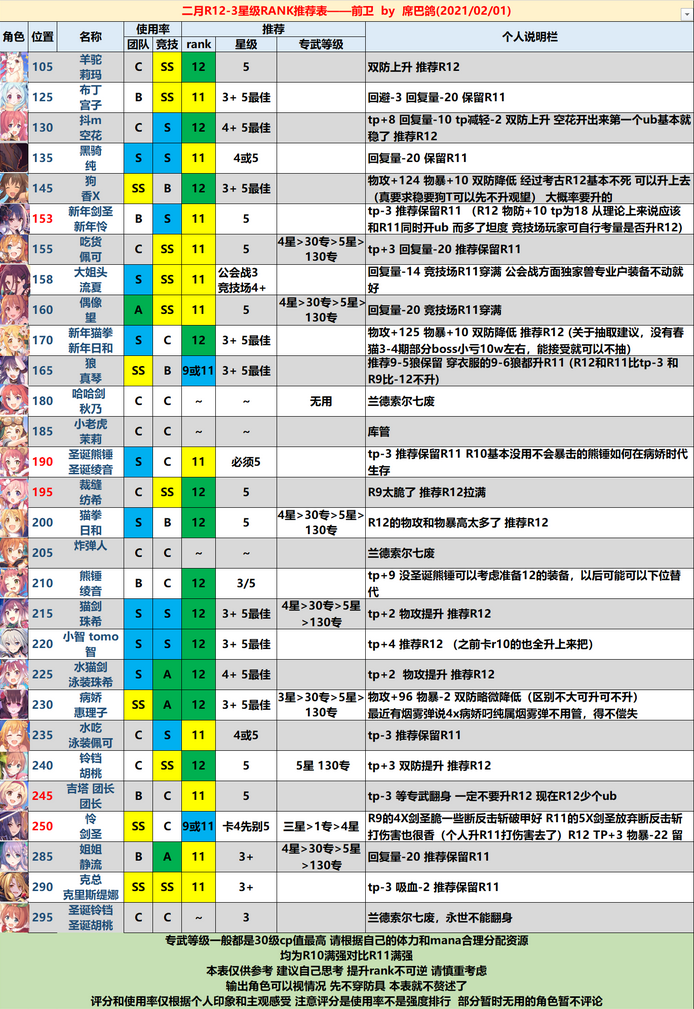 二月R12-3星级RANK推荐表——前卫 by 席巴鸽(2021/02/01)
角色 位置 名称 使用率 推荐 个人说明栏
团队 竞技 rank 星级 专武等级
105 羊驼 莉玛 C SS 12 5 双防上升 推荐R12
125 布丁 宫子 B SS 11 3+ 5最佳 回避-3 回复量-20 保留R11
130 抖m 空花 C S 12 4+ 5最佳 tp+8 回复量-10 tp减轻-2 双防上升 空花开出来第一个ub基本就
稳了 推荐R12
135 黑骑 纯 S S 11 4或5 回复量-20 保留R11
145 狗 香X SS B 12 3+ 5最佳 物攻+124 物暴+10 双防降低 经过考古R12基本不死 可以升上去
（真要求稳要狗T可以先不升观望） 大概率要升的
153 新年剑圣 新年怜 B S 11 5 tp-3 推荐保留R11 （R12 物防+10 tp为18 从理论上来说应该
和R11同时开ub 而多了坦度 竞技场玩家可自行考量是否升R12）
155 吃货 佩可 C SS 11 5 4星>30专>5星>
130专 tp+3 回复量-20 推荐保留R11
158 大姐头 流夏 S SS 11 公会战3
竞技场4+ 回复量-14 竞技场R11穿满 公会战方面独家兽专业户装备不动就
好
160 偶像 望 A SS 11 5 4星>30专>5星>
130专 回复量-20 竞技场R11穿满
170 新年猫拳 新年日和 S C 12 3+ 5最佳 物攻+125 物暴+10 双防降低 推荐R12 (关于抽取建议，没有春
猫3-4期部分boss小亏10w左右，能接受就可以不抽)
165 狼 真琴 SS B 9或11 3+ 5最佳 推荐9-5狼保留 穿衣服的9-6狼都升R11 (R12和R11比tp-3 和
R9比-12不升)
180 哈哈剑 秋乃 C C ~ ~ 无用 兰德索尔七废
185 小老虎 茉莉 C C ~ ~ 库管
190 圣诞熊锤 圣诞绫音 S C 11 必须5 tp-3 推荐保留R11 R10基本没用不会暴击的熊锤如何在病娇时代
生存
195 裁缝 纺希 C SS 12 5 R9太脆了 推荐R12拉满
200 猫拳 日和 S B 12 5 4星>30专>5星>
130专 R12的物攻和物暴高太多了 推荐R12
205 炸弹人 C C ~ ~ 兰德索尔七废
210 熊锤 绫音 B C 12 3/5 tp+9 没圣诞熊锤可以考虑准备12的装备，以后可能可以下位替
代
215 猫剑 珠希 S S 12 3+ 5最佳 4星>30专>5星
>130专 tp+2 物攻提升 推荐R12
220 小智 tomo 智 S S 12 3+ 5最佳 tp+4 推荐R12 （之前卡r10的也全升上来把）
225 水猫剑 泳装珠希 S A 12 4+ 5最佳 tp+2 物攻提升 推荐R12
230 病娇 惠理子 SS A 12 3+ 5最佳 3星>30专>5星>
130专 物攻+96 物暴-2 双防略微降低（区别不大可升可不升）
最近有烟雾弹说4x病娇叼纯属烟雾弹不用管，得不偿失
235 水吃 泳装佩可 C S 11 4或5 tp-3 推荐保留R11
240 铃铛 胡桃 C SS 12 5 5星 130专 tp+3 双防提升 推荐R12
245 吉塔 团长 团长 B C 11 5 tp-3 等专武翻身 一定不要升R12 现在R12少个ub
250 怜 剑圣 SS C 9或11 卡4先别5 三星>1专>4星 R9的4X剑圣脆一些断反击斩破甲好 R11的5X剑圣放弃断反击斩
打伤害也很香（个人升R11打伤害去了）R12 TP+3 物暴-22 留
285 姐姐 静流 B A 11 3+ 4星>30专>5星
>130专 回复量-20 推荐保留R11
290 克总 克里斯缇娜 SS SS 11 3+ tp-3 吸血-2 推荐保留R11
295 圣诞铃铛 圣诞胡桃 C C ~ 3 兰德索尔七废，永世不能翻身
专武等级一般都是30级cp值最高 请根据自己的体力和mana合理分配资源
均为R10满强对比R11满强
本表仅供参考 建议自己思考 提升rank不可逆 请慎重考虑
输出角色可以视情况 先不穿防具 本表就不赘述了
评分和使用率仅根据个人印象和主观感受 注意评分是使用率不是强度排行 部分暂时无用的角色暂不评论